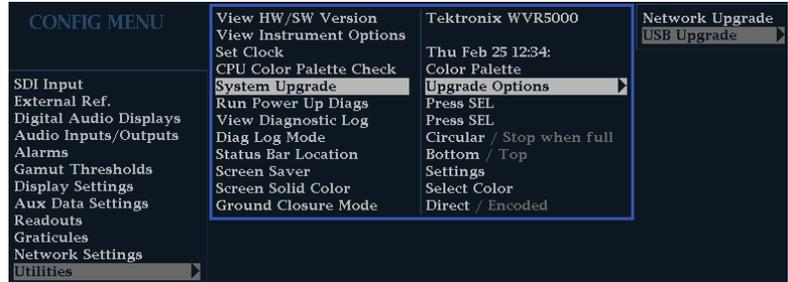 CONFIG MENU
SDI Input
External Ref.
Digital Audio Displays
Audio Inputs/Outputs
Alarms
Gamut Thresholds
Display Settings
Aux Data Settings
Readouts
Graticules
Network Settings
Utilities
View HW/SW Version Tektronix WVR5000
View Instrument Options
Set Clock Thu Feb 25 12:34:
CPU Color Palette Check Color Palette
System Upgrade Upgrade Options
Run Power Up Diags Press SEL
View Diagnostic Log Press SEL
Diag Log Mode Circular / Stop when full
Status Bar Location Bottom / Top
Screen Saver Settings
Screen Solid Color Select Color
Ground Closure Mode Direct / Encoded
Network Upgrade
USB Upgrade